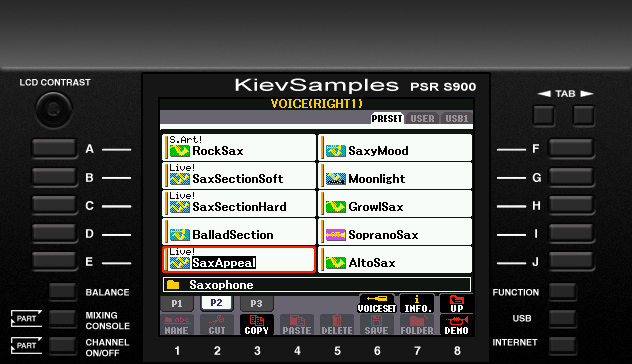 LCD CONTRAST
KievSamples PSR S900
TAB
VOICE(RIGHT1)
PRESET USER USB1
A
S.Art!
RockSax
SaxyMood
F
B
Live!
SaxSectionSoft
Moonlight
G
C
Live!
SaxSectionHard
GrowlSax
H
D
BalladSection
SopranoSax
I
E
Live!
SaxAppeal
AltoSax
J
Saxophone
BALANCE
P1 P2 P3
VOICESET INFO. UP
FUNCTION
PART
MIXING
CONSOLE
NAME CUT COPY PASTE DELETE SAVE FOLDER DEMO
USB
PART
CHANNEL
ON/OFF
1 2 3 4 5 6 7 8
INTERNET